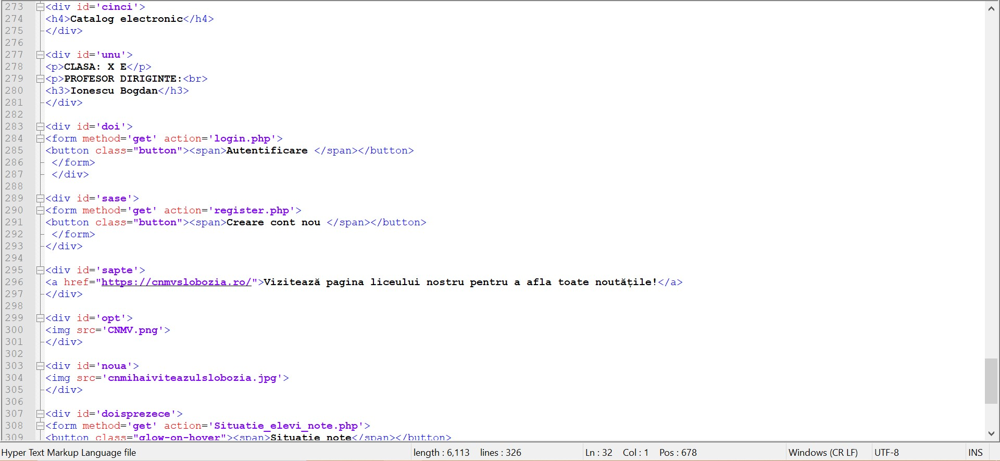 273 <div id='cinci'>
274 <h4>Catalog electronic</h4>
275 </div>
276
277 <div id='unu'>
278 <p>CLASA: X E</p>
279 <p>PROFESOR DIRIGINTE:<br>
280 <h3>Ionescu Bogdan</h3>
281 </div>
282
283 <div id='doi'>
284 <form method='get' action='login.php'>
285 <button class="button"><span>Autentificare </span></button>
286 </form>
287 </div>
288
289 <div id='sase'>
290 <form method='get' action='register.php'>
291 <button class="button"><span>Creare cont nou </span></button>
292 </form>
293 </div>
294
295 <div id='sapte'>
296 <a href="https://cnmvslobozia.ro/">Vizitează pagina liceului nostru pentru a afla toate noutățile!</a>
297 </div>
298
299 <div id='opt'>
300 <img src='CNMV.png'>
301 </div>
302
303 <div id='noua'>
304 <img src='cnmihaiviteazulslobozia.jpg'>
305 </div>
306
307 <div id='doisprezece'>
308 <form method='get' action='Situatie_elevi_note.php'>
309 <button class="glow-on-hover"><span>Situatie note</span></button>
Hyper Text Markup Language file length : 6,113 lines : 326 Ln : 32 Col : 1 Pos : 678 Windows (CR LF) UTF-8 INS